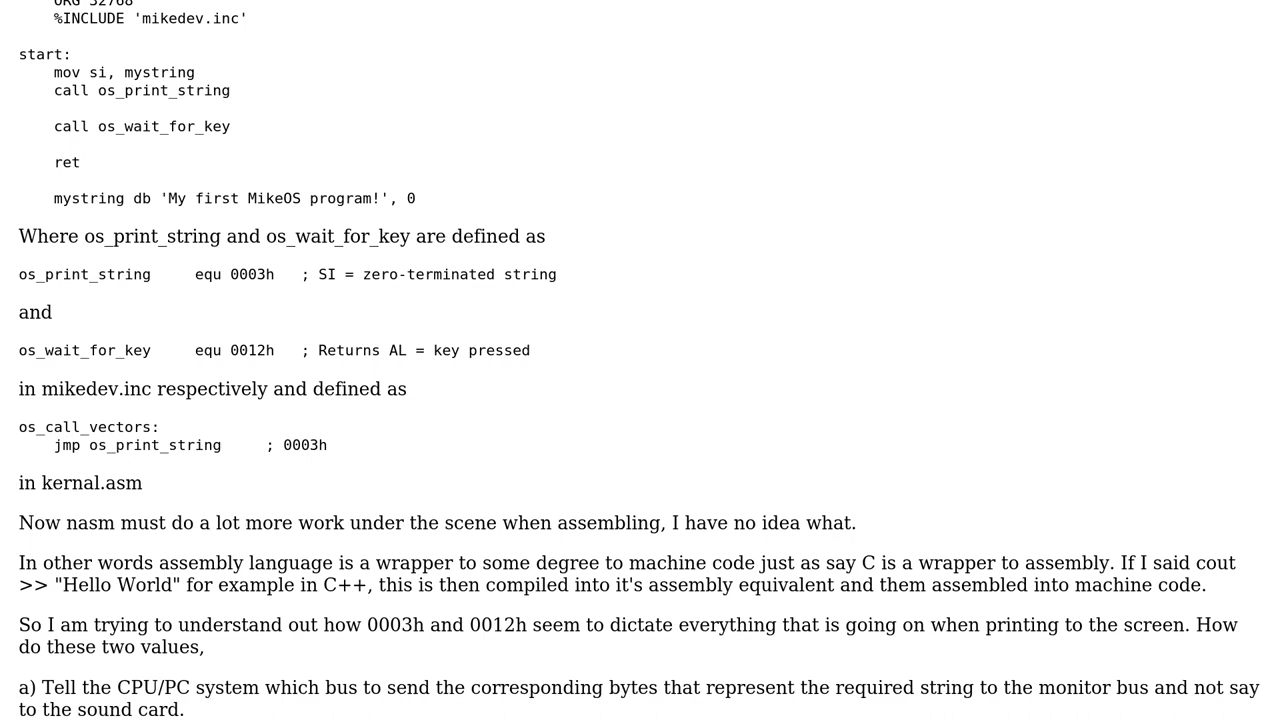 ORG 32768
%INCLUDE 'mikedev.inc'
start:
mov si, mystring
call os_print_string
call os_wait_for_key
ret
mystring db 'My first MikeOS program!', 0
Where os_print_string and os_wait_for_key are defined as
os_print_string     equ 0003h   ; SI = zero-terminated string
and
os_wait_for_key     equ 0012h   ; Returns AL = key pressed
in mikedev.inc respectively and defined as
os_call_vectors:
jmp os_print_string     ; 0003h
in kernal.asm
Now nasm must do a lot more work under the scene when assembling, I have no idea what.
In other words assembly language is a wrapper to some degree to machine code just as say C is a wrapper to assembly. If I said cout
>> "Hello World" for example in C++, this is then compiled into it's assembly equivalent and them assembled into machine code.
So I am trying to understand out how 0003h and 0012h seem to dictate everything that is going on when printing to the screen. How
do these two values,
a) Tell the CPU/PC system which bus to send the corresponding bytes that represent the required string to the monitor bus and not say
to the sound card.